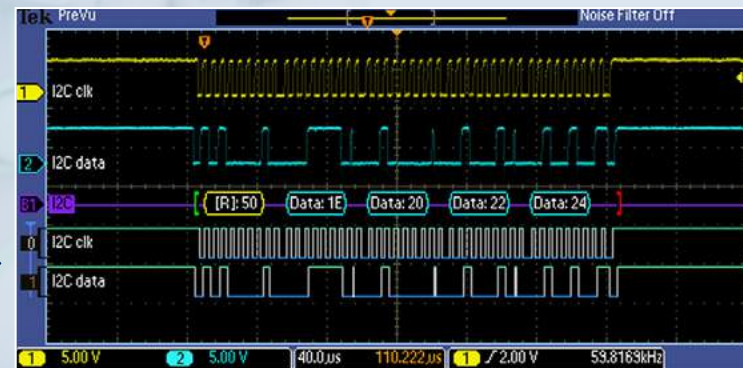 Tek PreVu Noise Filter Off
T
T
1 I2C clk
2 I2C data
B1 I2C [R]: 50 Data: 1E Data: 20 Data: 22 Data: 24
0 I2C clk
1 I2C data
1 5.00 V 2 5.00 V 40.0µs 110.222µs 1 2.00 V 59.8169kHz